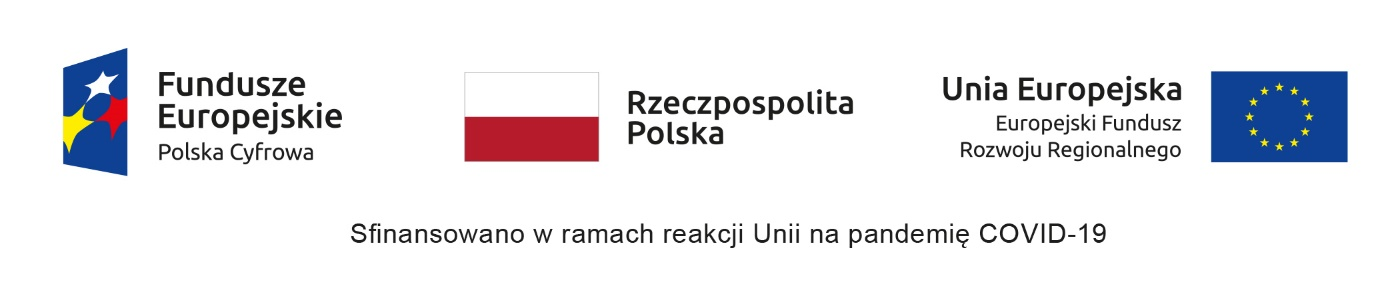 Fundusze
Europejskie
Polska Cyfrowa
Rzeczpospolita
Polska
Unia Europejska
Europejski Fundusz
Rozwoju Regionalnego
Sfinansowano w ramach reakcji Unii na pandemię COVID-19